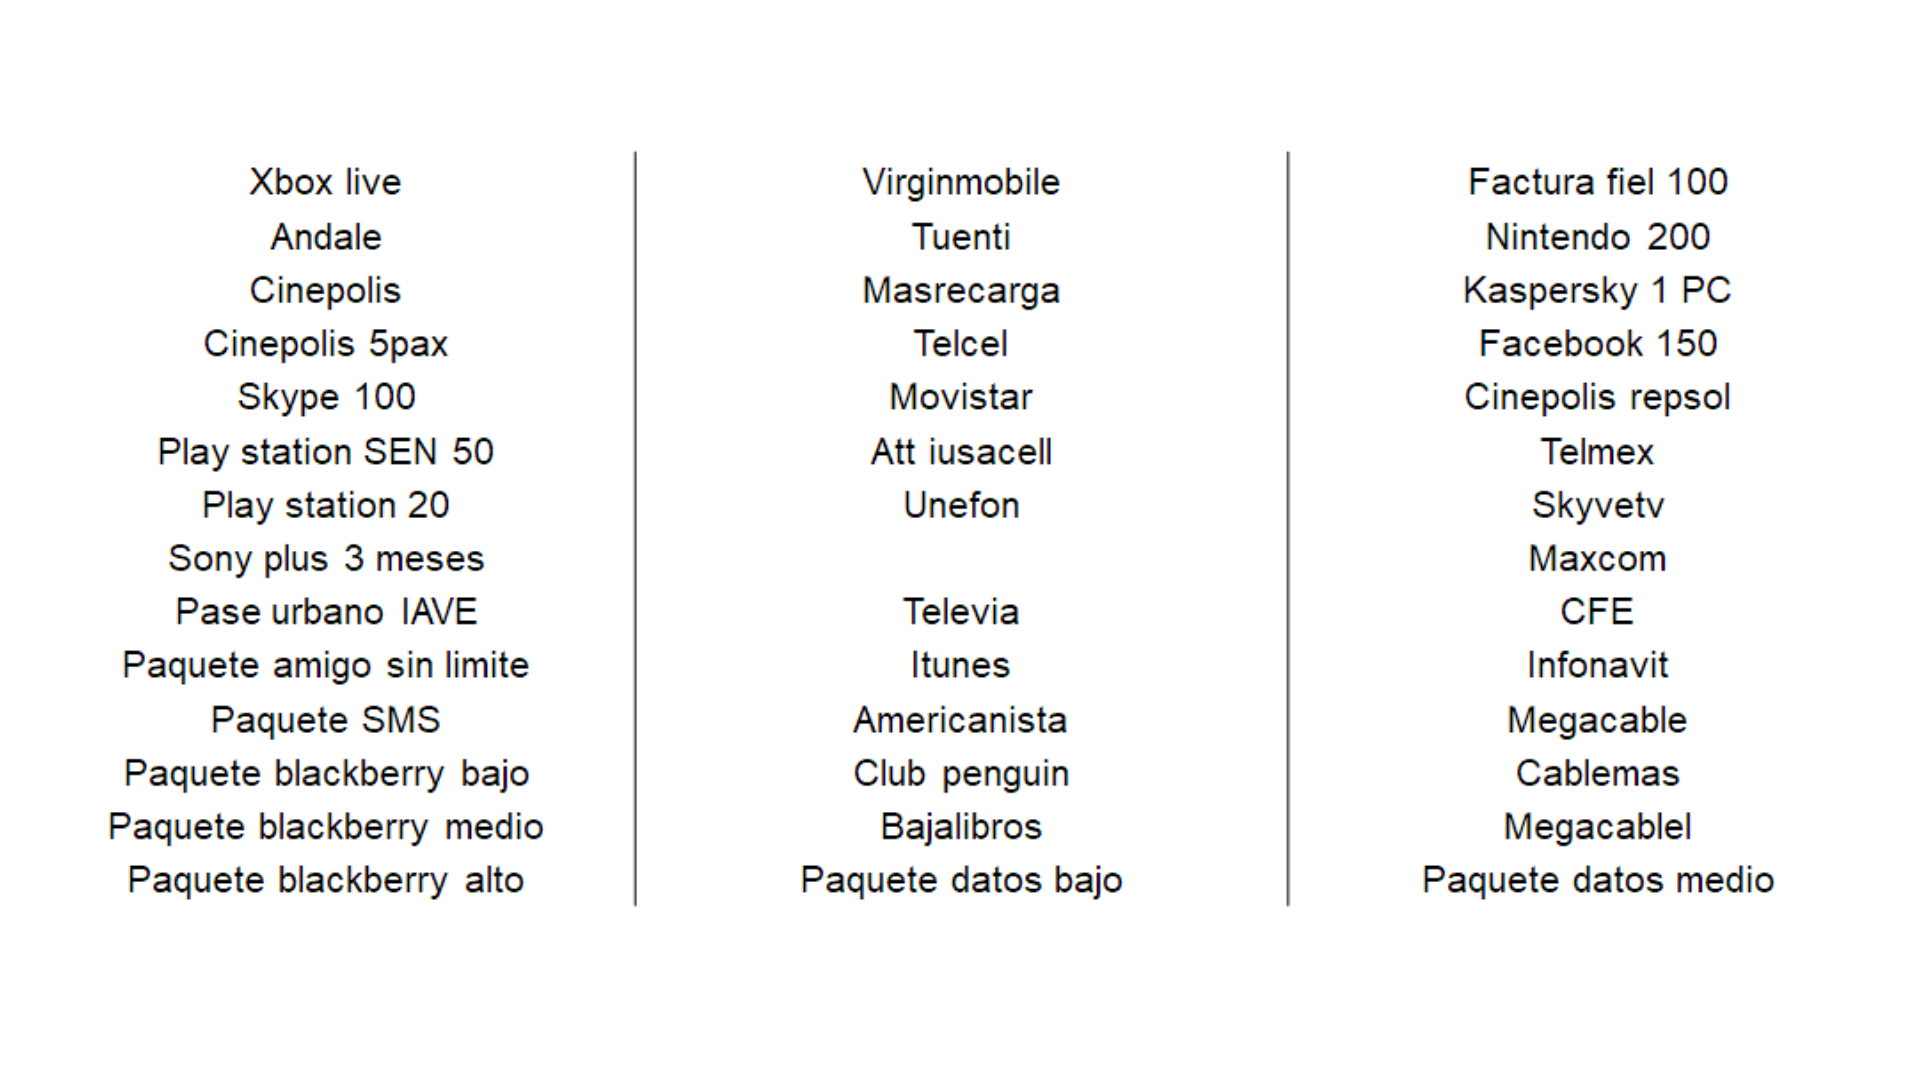 Xbox live
Andale
Cinepolis
Cinepolis 5pax
Skype 100
Play station SEN 50
Play station 20
Sony plus 3 meses
Pase urbano IAVE
Paquete amigo sin limite
Paquete SMS
Paquete blackberry bajo
Paquete blackberry medio
Paquete blackberry alto
Virginmobile
Tuenti
Masrecarga
Telcel
Movistar
Att iusacell
Unefon
Televia
Itunes
Americanista
Club penguin
Bajalibros
Paquete datos bajo
Factura fiel 100
Nintendo 200
Kaspersky 1 PC
Facebook 150
Cinepolis repsol
Telmex
Skyvetv
Maxcom
CFE
Infonavit
Megacable
Cablemas
Megacablel
Paquete datos medio